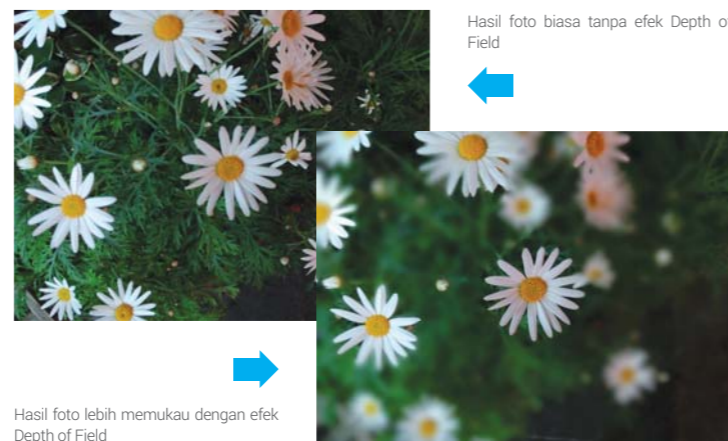 Hasil foto biasa tanpa efek Depth o
Field
Hasil foto lebih memukau dengan efek
Depth of Field